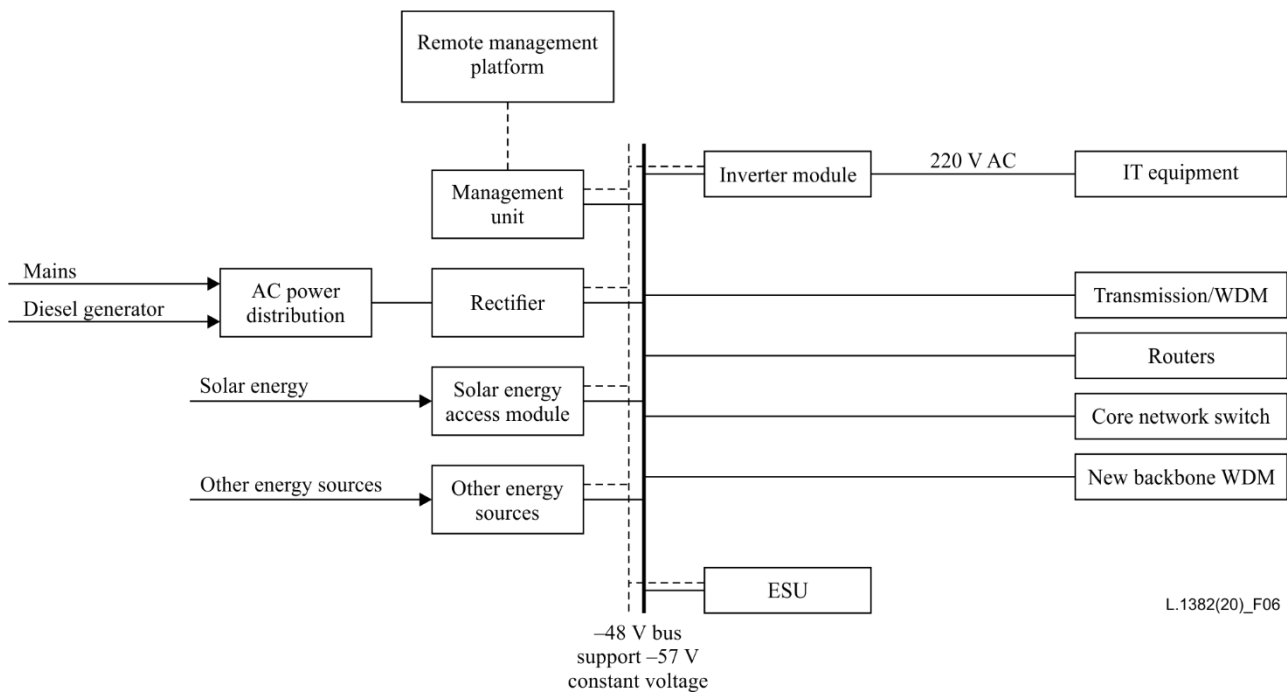 Remote management
platform
220 V AC
Inverter module
IT equipment
Management
unit
Mains
Diesel generator
AC power
distribution
Rectifier
Transmission/WDM
Routers
Solar energy
Solar energy
access module
Core network switch
Other energy sources
Other energy
sources
New backbone WDM
ESU
L.1382(20)_F06
–48 V bus
support –57 V
constant voltage